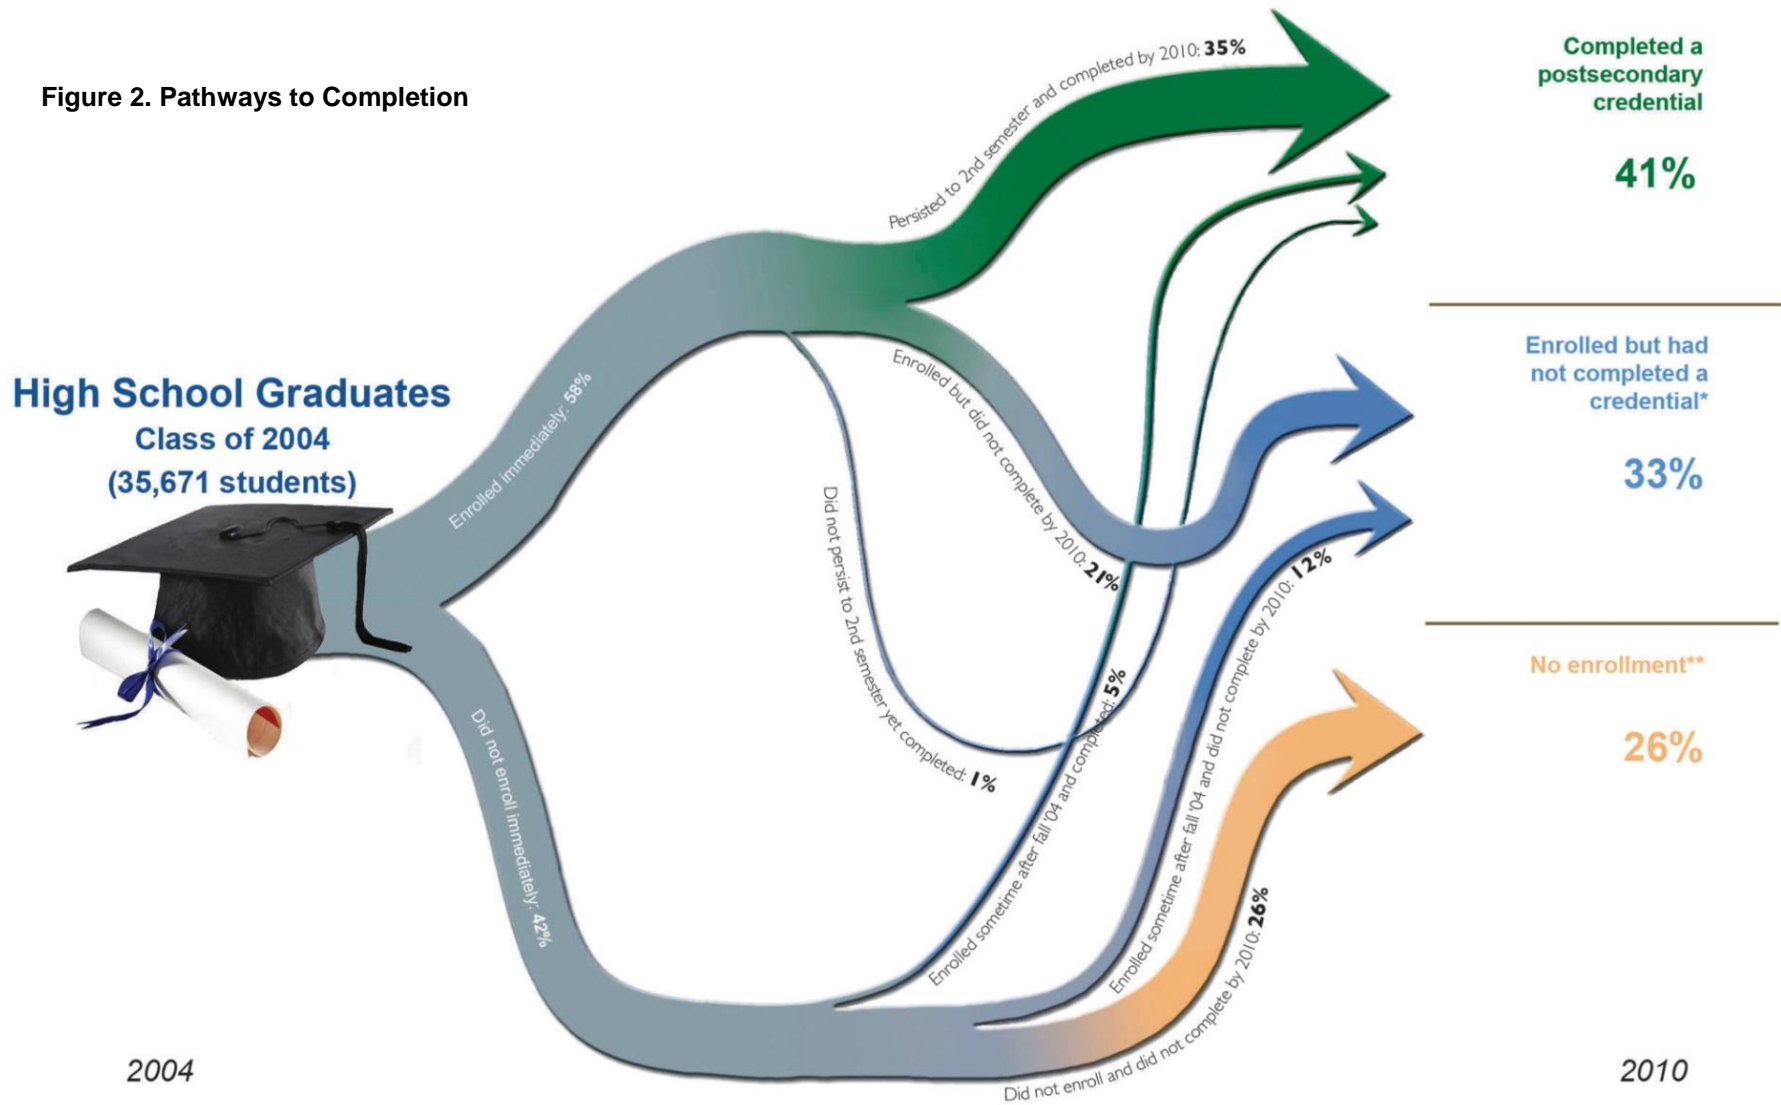 Figure 2. Pathways to Completion
High School Graduates
Class of 2004
(35,671 students)
Enrolled immediately: 58%
Did not enroll immediately: 42%
Persisted to 2nd semester and completed by 2010: 35%
Enrolled but did not complete by 2010: 21%
Did not persist to 2nd semester yet completed: 1%
Enrolled sometime after fall '04 and completed: 5%
Enrolled sometime after fall '04 and did not complete by 2010: 12%
Did not enroll and did not complete by 2010: 26%
Completed a
postsecondary
credential
41%
Enrolled but had
not completed a
credential*
33%
No enrollment**
26%
2004
2010